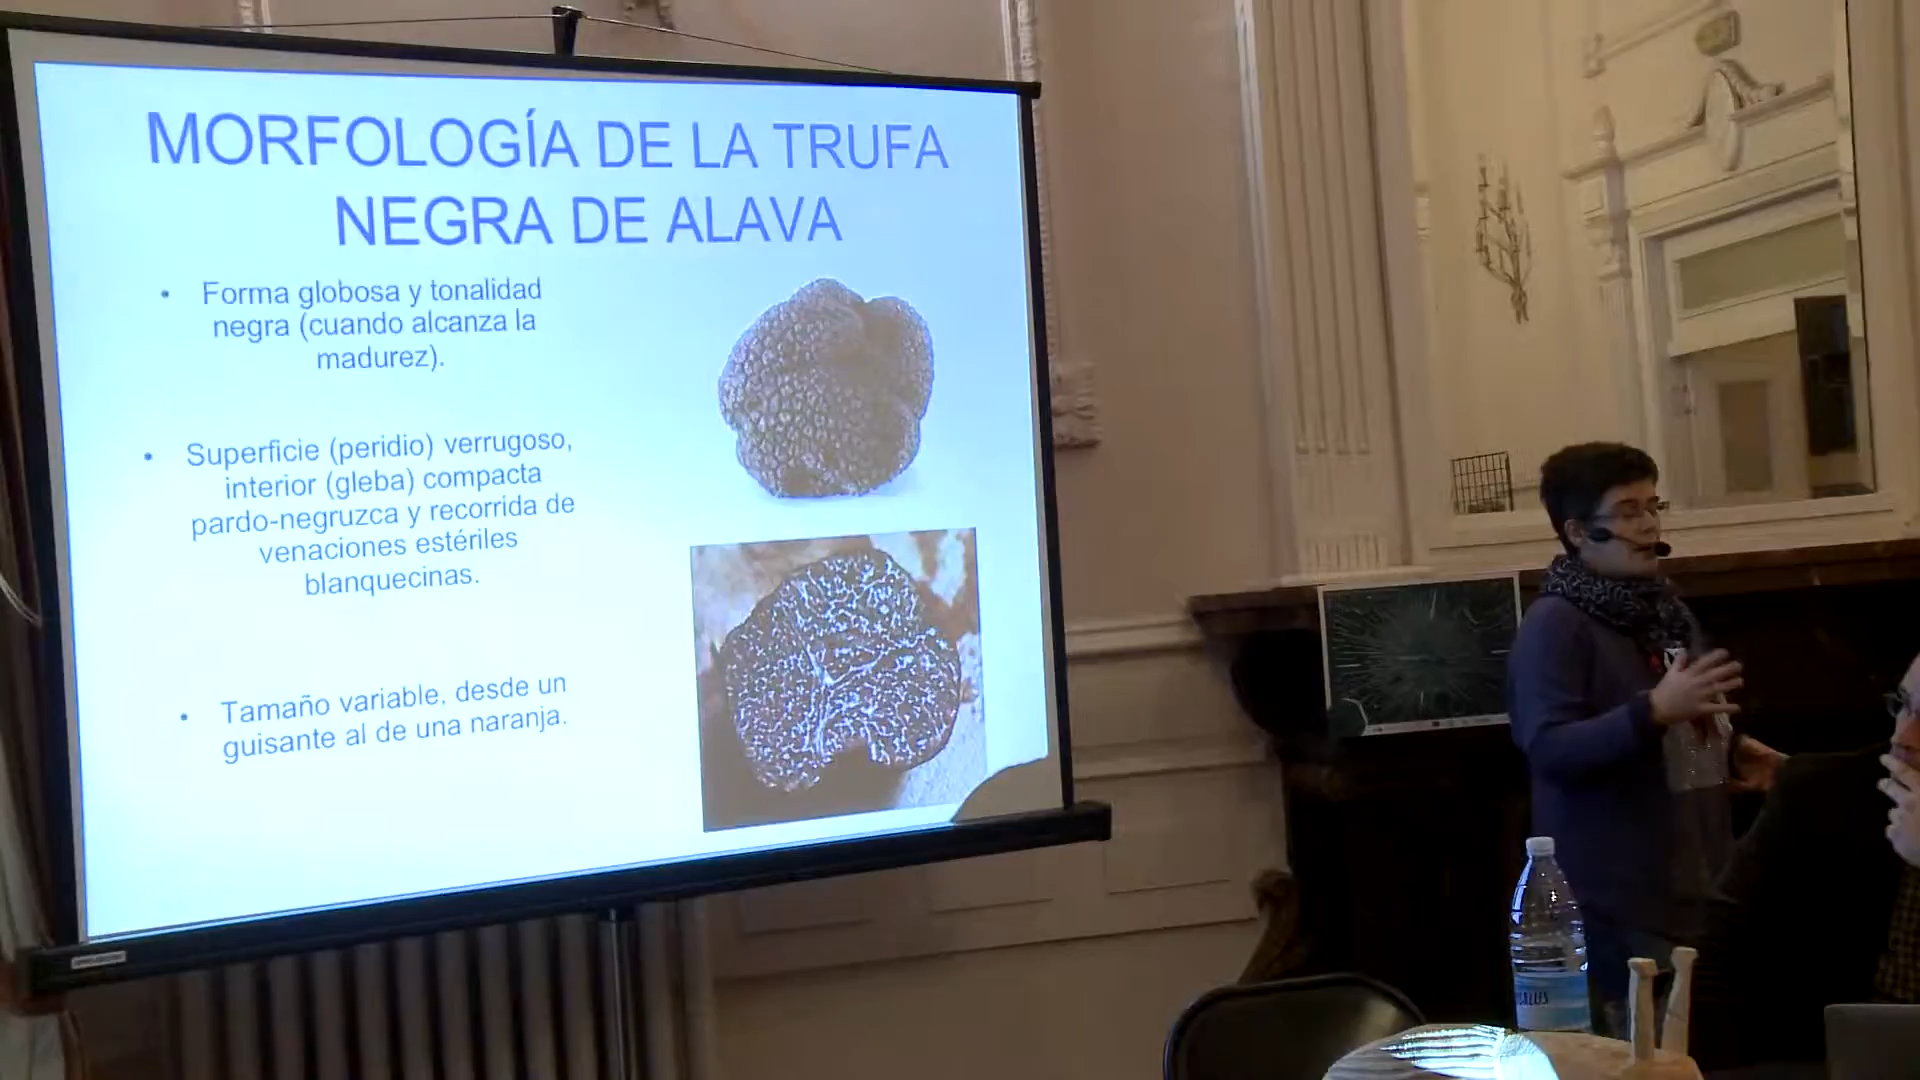 MORFOLOGÍA DE LA TRUFA
NEGRA DE ALAVA
• Forma globosa y tonalidad
negra (cuando alcanza la
madurez).
• Superficie (peridio) verrugoso,
interior (gleba) compacta
pardo-negruzca y recorrida de
venaciones estériles
blanquecinas.
• Tamaño variable, desde un
guisante al de una naranja.